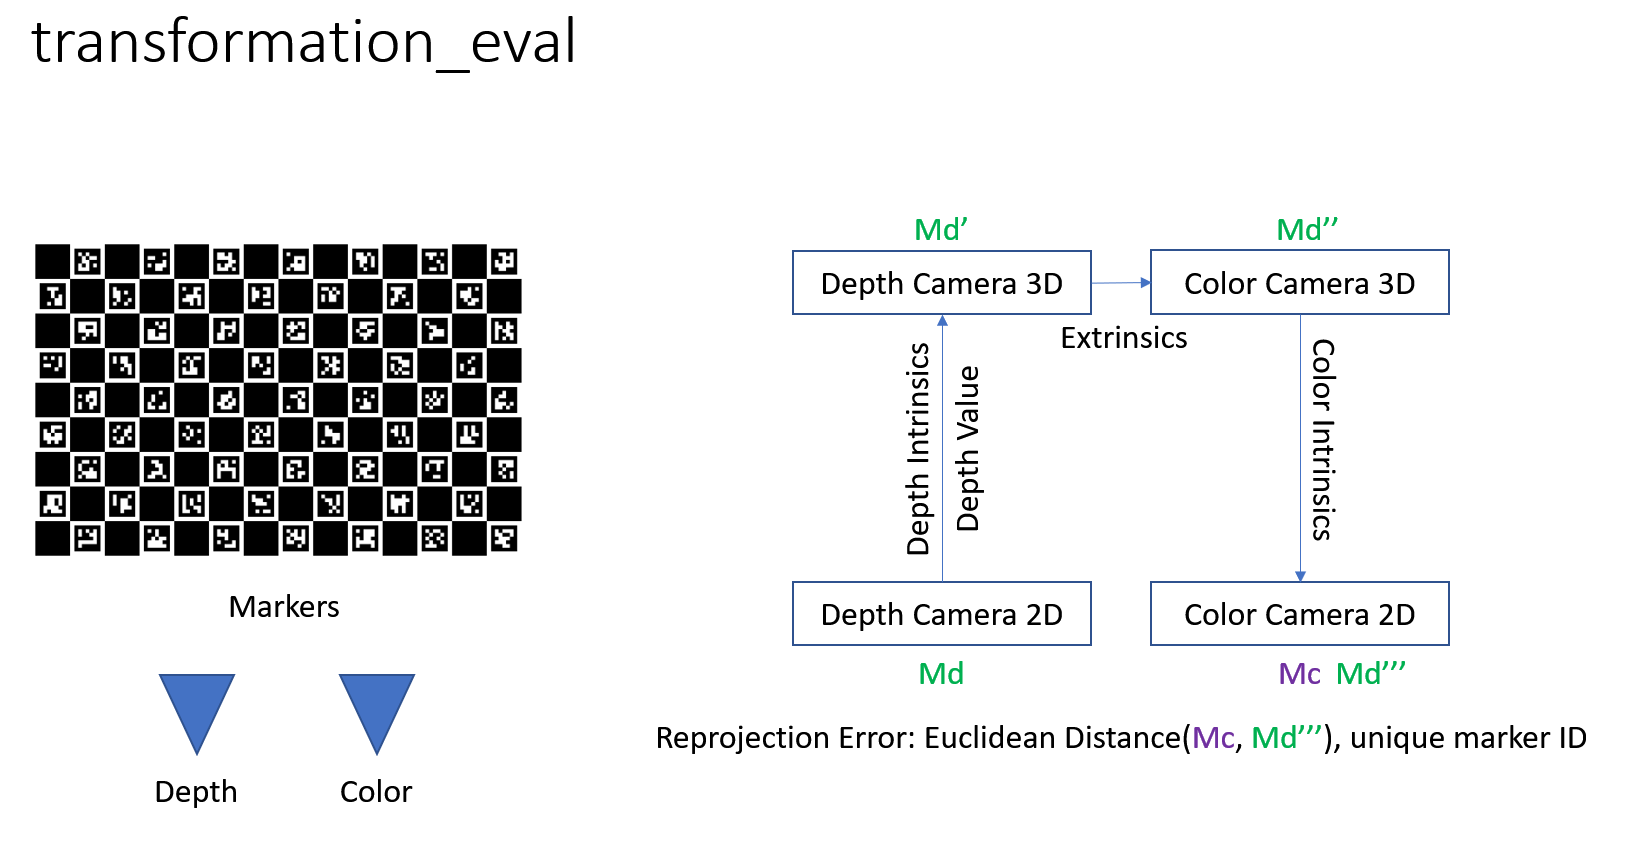 transformation_eval
Markers
Depth
Color
Md’
Md’’
Depth Camera 3D
Color Camera 3D
Extrinsics
Depth Intrinsics
Depth Value
Color Intrinsics
Depth Camera 2D
Color Camera 2D
Md
Mc Md’’’
Reprojection Error: Euclidean Distance(Mc, Md’’’), unique marker ID